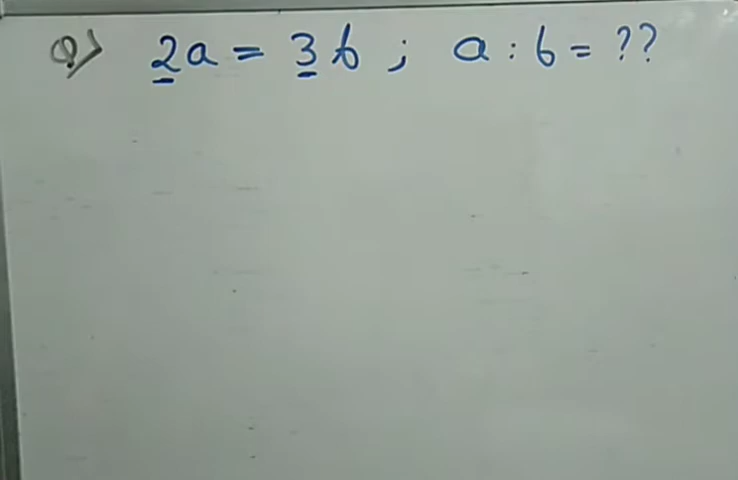 Q) 2a = 3b ; a : b = ??